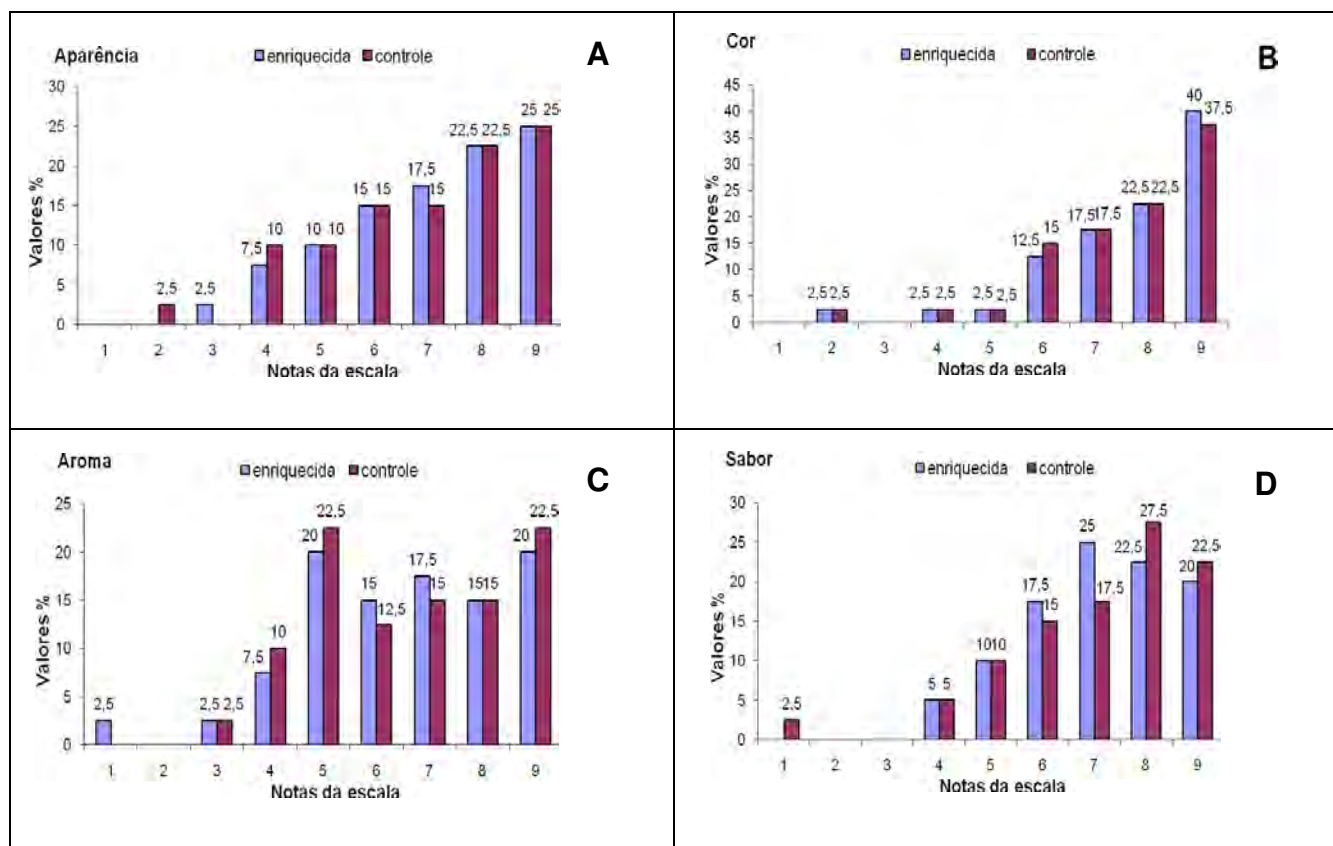 Aparência
enriquecida controle
A
30
25
20
15
10
5
0
Valores %
2,5
2,5
7,5 10
10 10
15 15
17,5 15
22,5 22,5
25 25
1 2 3 4 5 6 7 8 9
Notas da escala
Cor
enriquecida controle
B
45
40
35
30
25
20
15
10
5
0
Valores %
2,5 2,5
2,5 2,5
2,5 2,5
12,5 15
17,5 17,5
22,5 22,5
40 37,5
1 2 3 4 5 6 7 8 9
Notas da escala
Aroma
enriquecida controle
C
25
20
15
10
5
0
Valores %
2,5
2,5 2,5
7,5 10
20 22,5
15 12,5
17,5 15
15 15
20 22,5
1 2 3 4 5 6 7 8 9
Notas da escala
Sabor
enriquecida controle
D
30
25
20
15
10
5
0
Valores %
2,5
5 5
10 10
17,5 15
25 17,5
22,5 27,5
20 22,5
1 2 3 4 5 6 7 8 9
Notas da escala